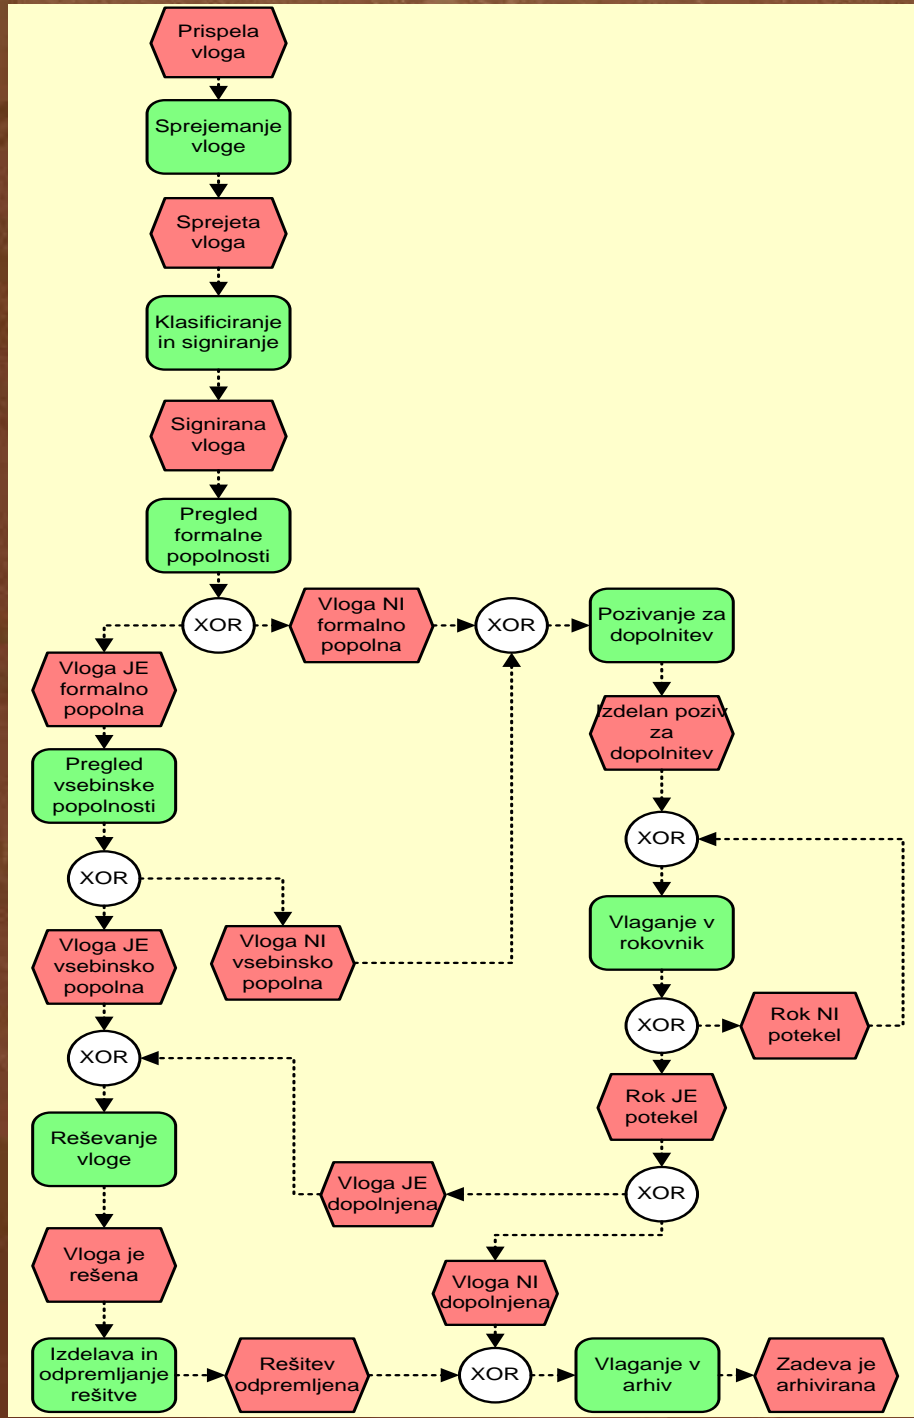 Prispela
vloga
Sprejemanje
vloge
Sprejeta
vloga
Klasificiranje
in signiranje
Signirana
vloga
Pregled
formalne
popolnosti
XOR
Vloga NI
formalno
popolna
XOR
Pozivanje za
dopolnitev
Vloga JE
formalno
popolna
Izdelan poziv
za
dopolnitev
Pregled
vsebinske
popolnosti
XOR
XOR
Vloga JE
vsebinsko
popolna
Vloga NI
vsebinsko
popolna
Vlaganje v
rokovnik
XOR
XOR
Rok NI
potekel
Rok JE
potekel
Reševanje
vloge
Vloga JE
dopolnjena
XOR
Vloga je
rešena
Vloga NI
dopolnjena
Izdelava in
odpremljanje
rešitve
Rešitev
odpremljena
XOR
Vlaganje v
arhiv
Zadeva je
arhivirana